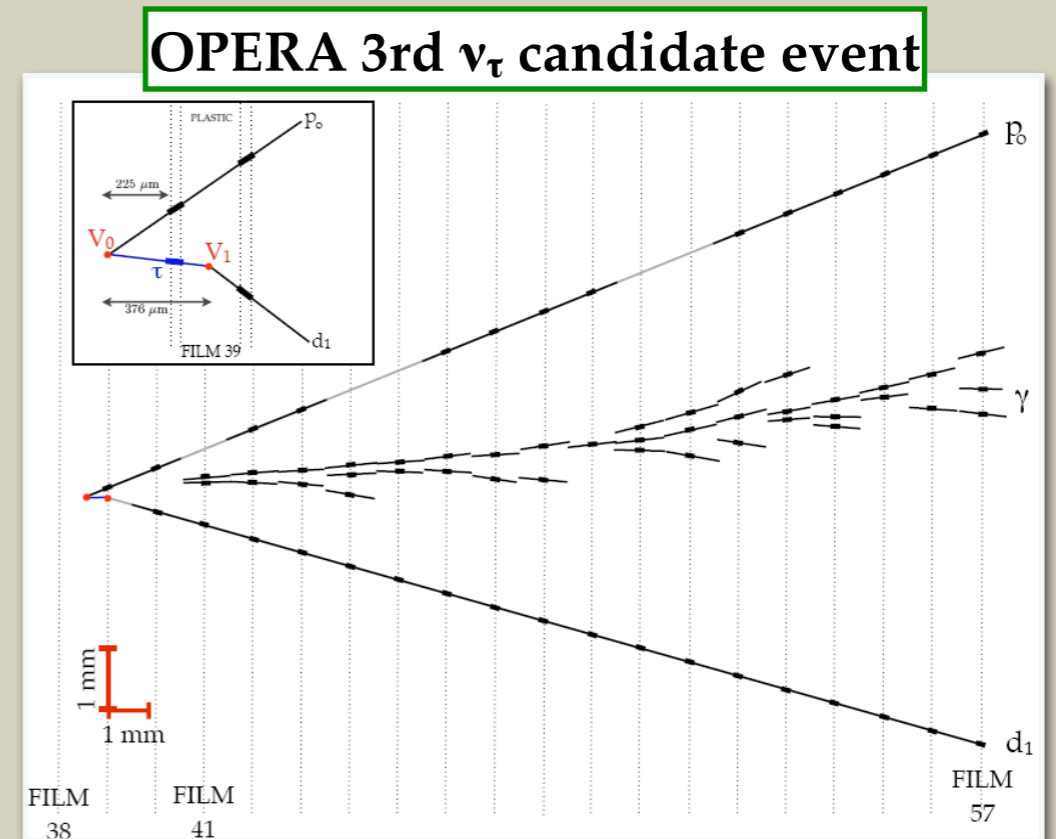 OPERA 3rd ντ candidate event
PLASTIC
p₀
225 μm
V₀
V₁
τ
376 μm
FILM 39
d₁
p₀
γ
1 mm
1 mm
d₁
FILM
38
FILM
41
FILM
57